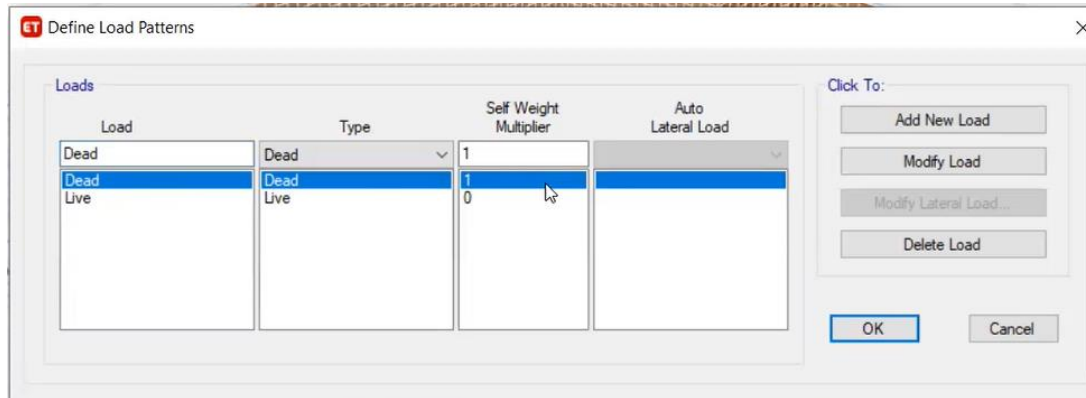 ET Define Load Patterns
Loads
Click To:
Load Type Self Weight Multiplier Auto Lateral Load
Dead Dead 1
Dead Dead 1
Live Live 0
Add New Load
Modify Load
Modify Lateral Load...
Delete Load
OK Cancel